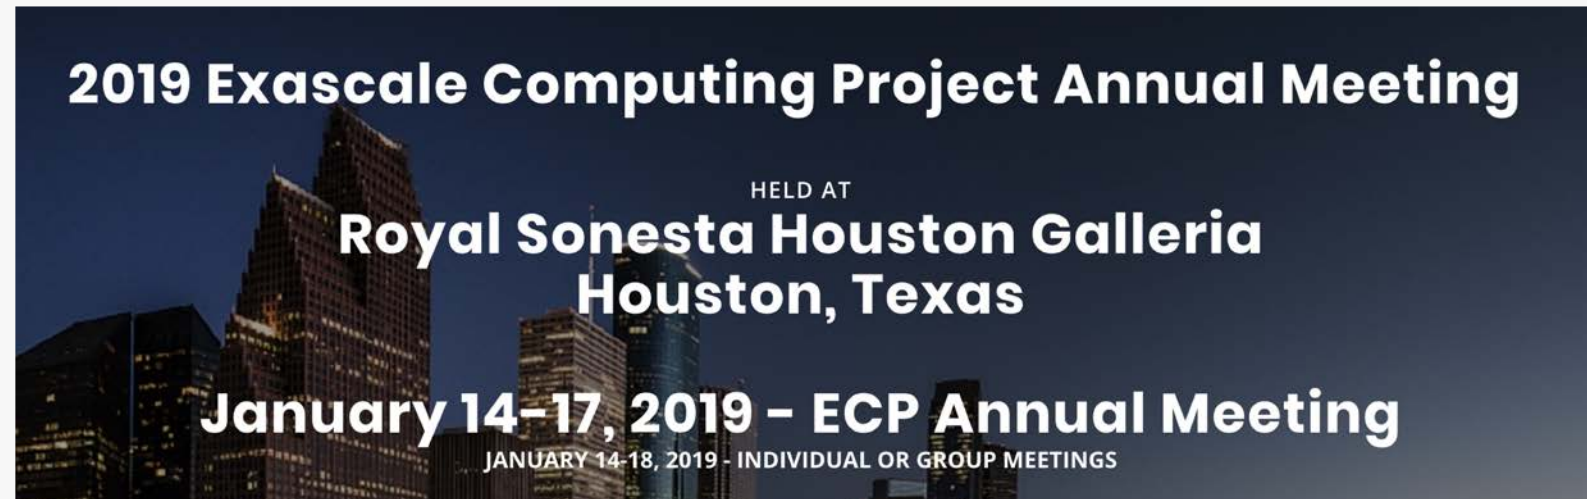 2019 Exascale Computing Project Annual Meeting
HELD AT
Royal Sonesta Houston Galleria
Houston, Texas
January 14-17, 2019 - ECP Annual Meeting
JANUARY 14-18, 2019 - INDIVIDUAL OR GROUP MEETINGS